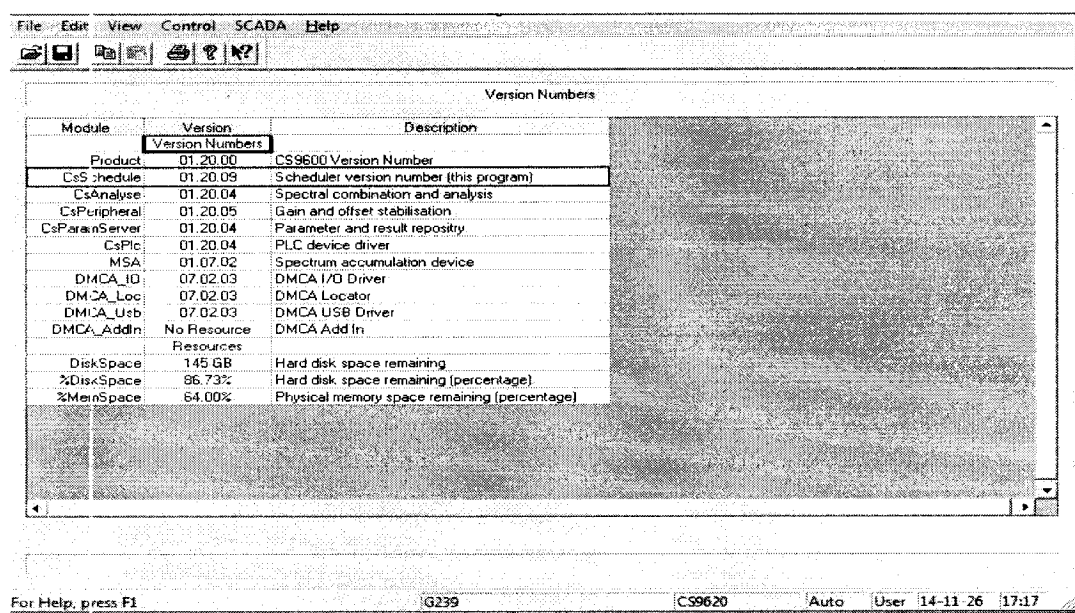 File Edit View Control SCADA Help
Version Numbers
Module Version Description
Version Numbers
Product 01.20.00 CS9600 Version Number
CsSchedule 01.20.09 Scheduler version number (this program)
CsAnalyse 01.20.04 Spectral combination and analysis
CsPeripheral 01.20.05 Gain and offset stabilisation
CsParamServer 01.20.04 Parameter and result repositry
CsPlc 01.20.04 PLC device driver
MSA 01.07.02 Spectrum accumulation device
DMCA_IO 07.02.03 DMCA I/O Driver
DMCA_Loc 07.02.03 DMCA Locator
DMCA_Usb 07.02.03 DMCA USB Driver
DMCA_AddIn No Resource DMCA Add In
Resources
DiskSpace 145 GB Hard disk space remaining
%DiskSpace 86.73% Hard disk space remaining (percentage)
%MemSpace 64.00% Physical memory space remaining (percentage)
For Help, press F1 G239 CS9620 Auto User 14-11-26 17:17